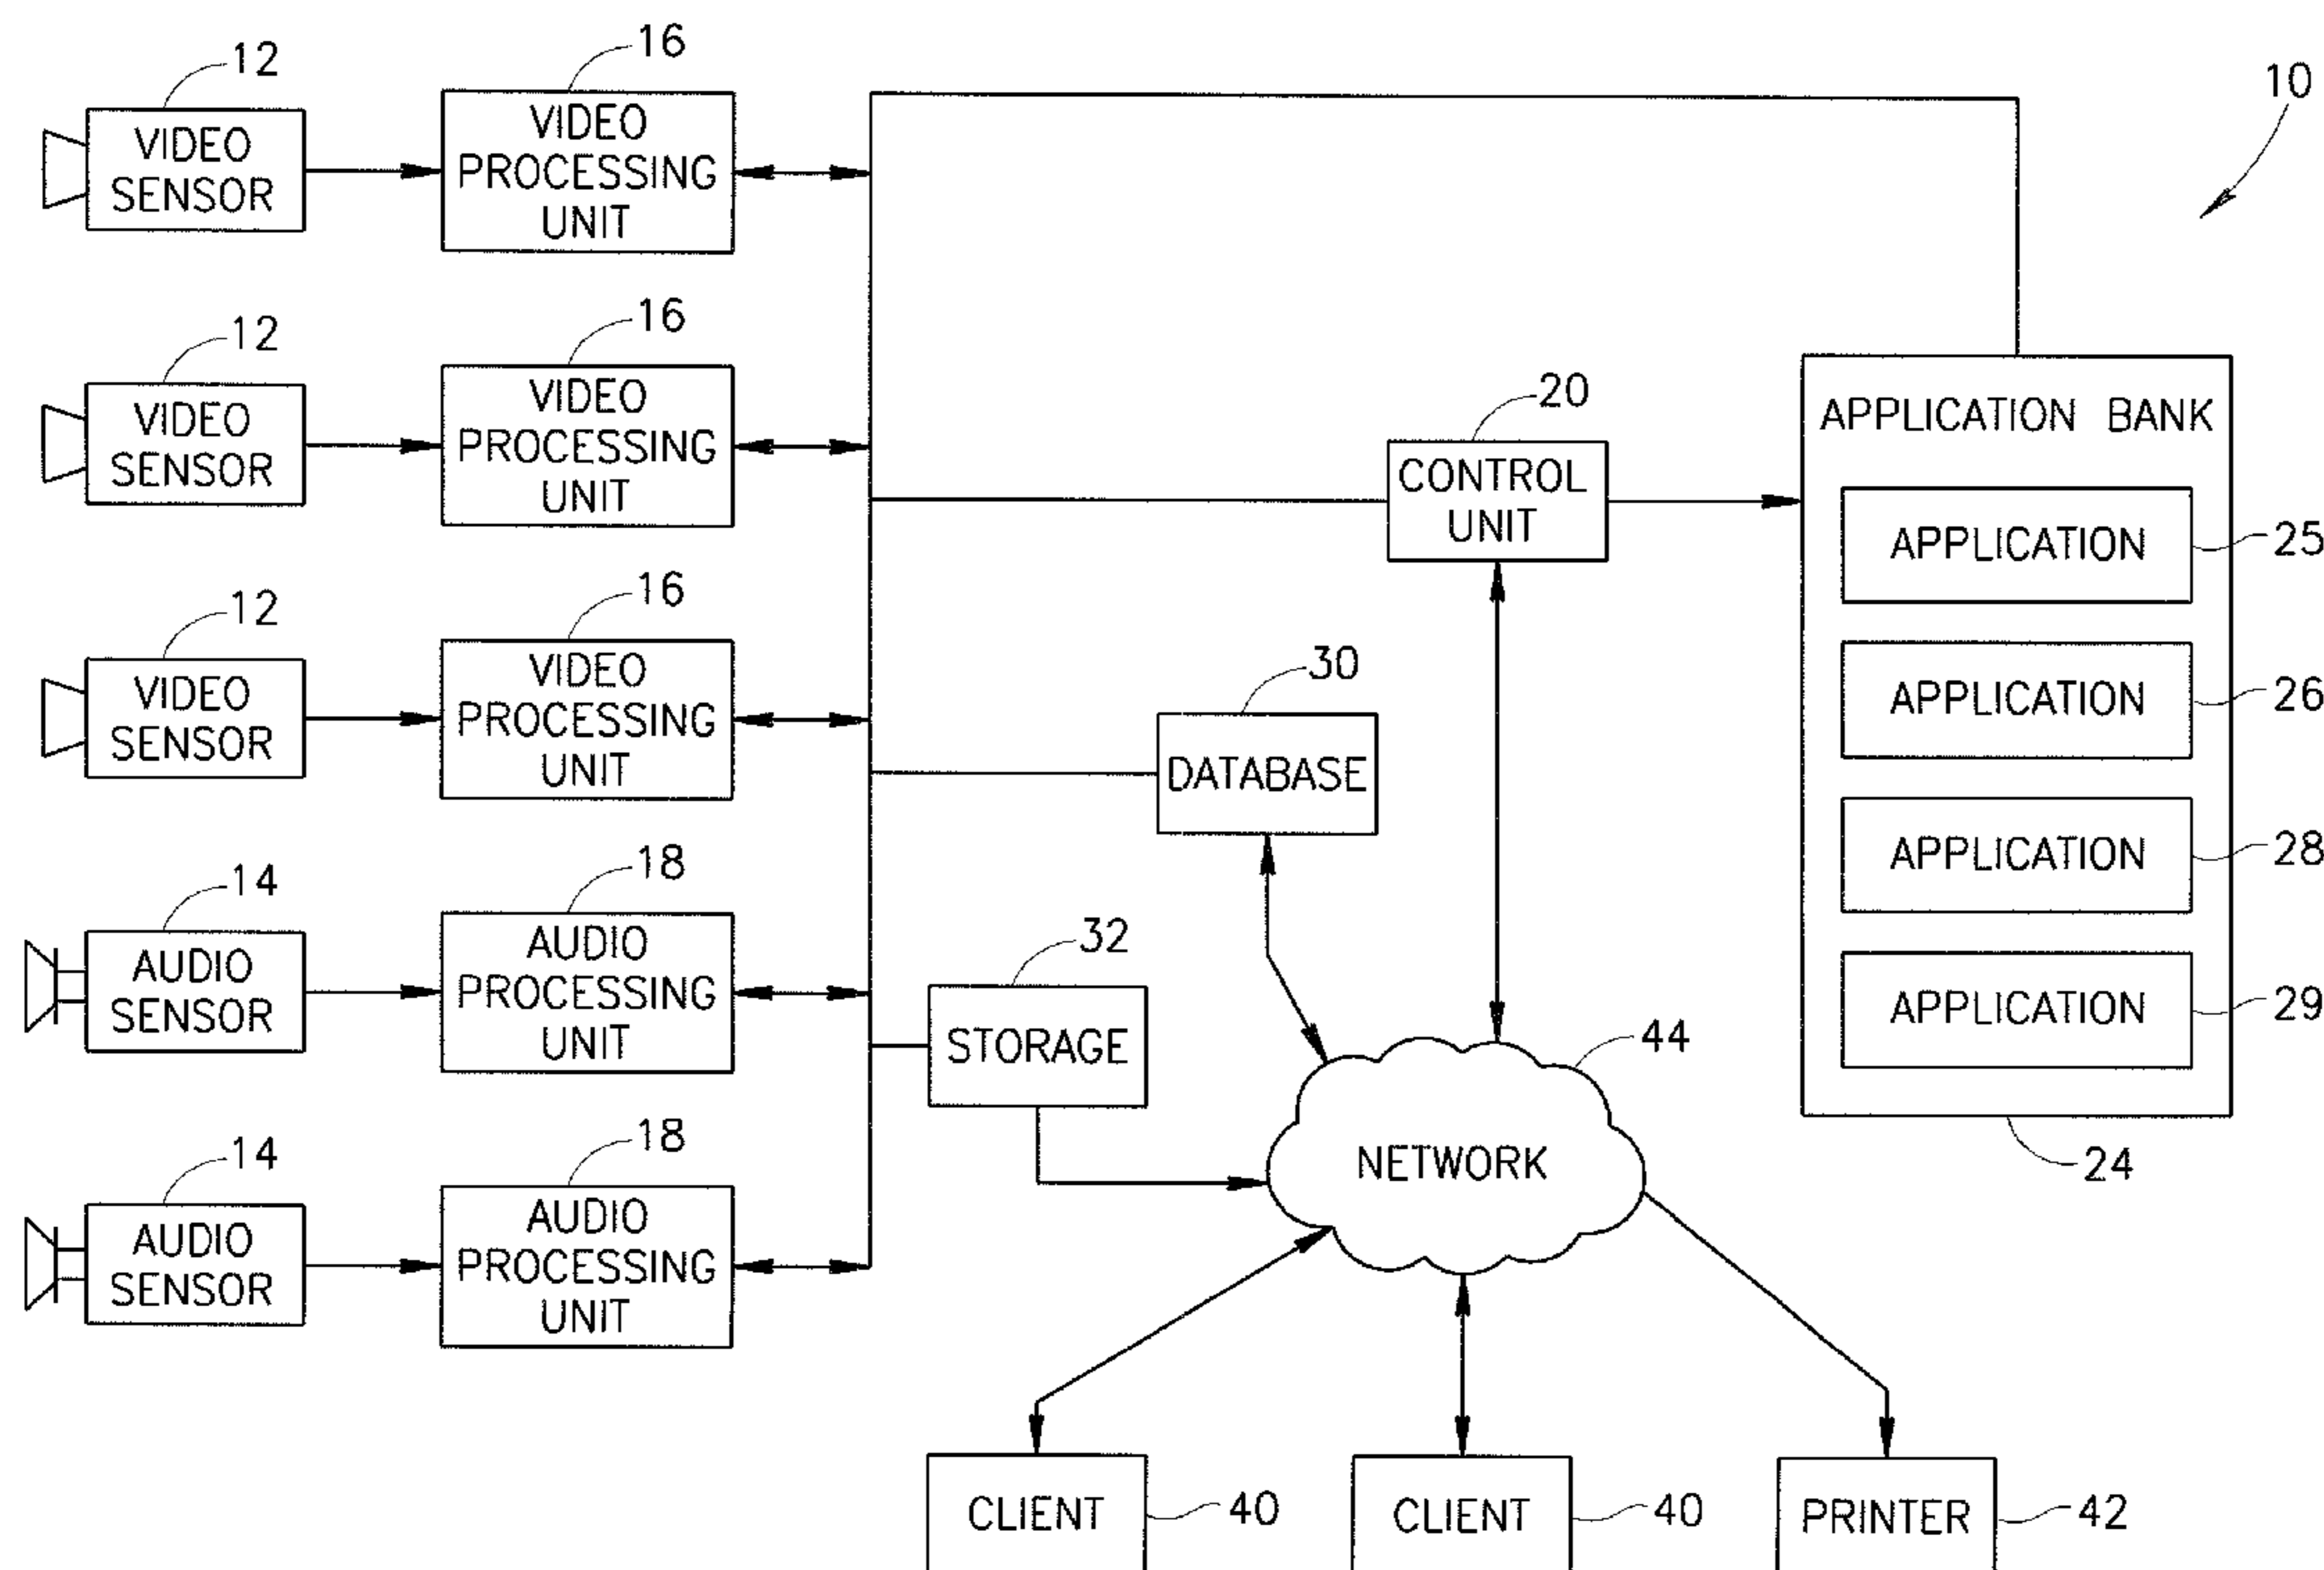 12
VIDEO
SENSOR
16
VIDEO
PROCESSING
UNIT
10
12
VIDEO
SENSOR
16
VIDEO
PROCESSING
UNIT
20
CONTROL
UNIT
APPLICATION BANK
APPLICATION
25
APPLICATION
26
APPLICATION
28
APPLICATION
29
24
12
VIDEO
SENSOR
16
VIDEO
PROCESSING
UNIT
30
DATABASE
14
AUDIO
SENSOR
18
AUDIO
PROCESSING
UNIT
32
STORAGE
44
NETWORK
14
AUDIO
SENSOR
18
AUDIO
PROCESSING
UNIT
CLIENT
40
CLIENT
40
PRINTER
42